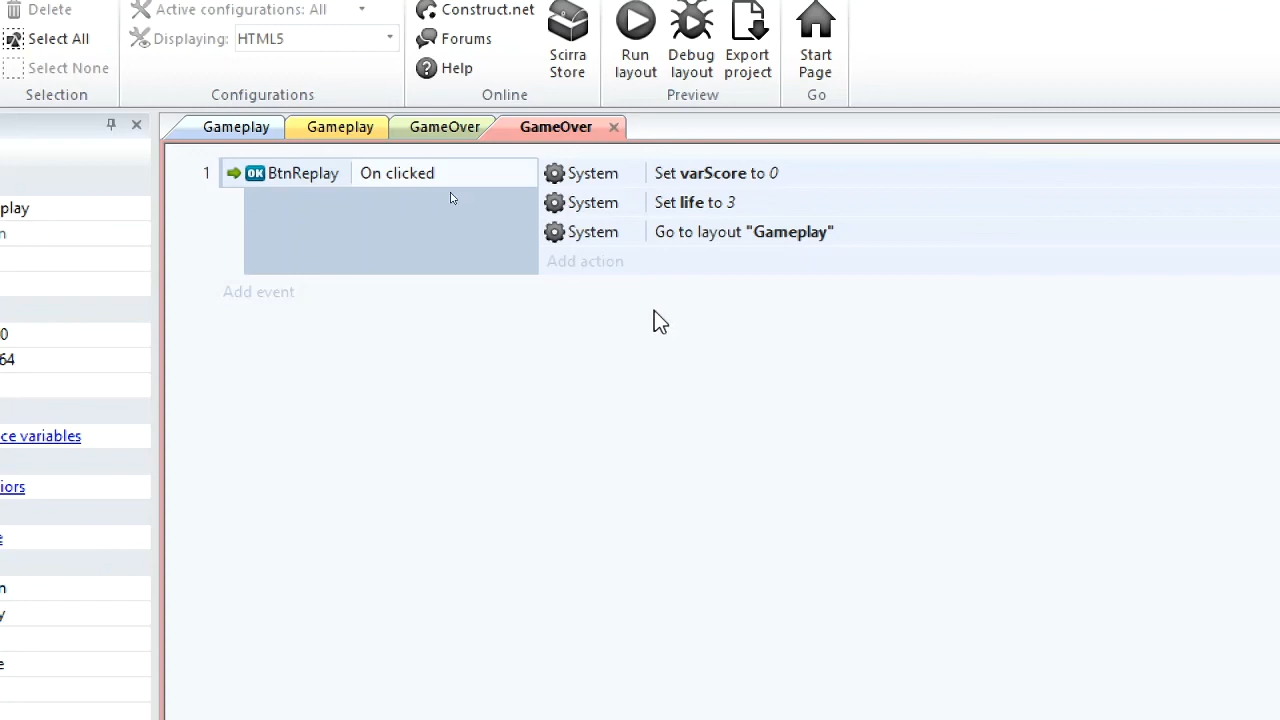 Delete
Active configurations: All
Construct.net
Select All
Displaying: HTML5
Forums
Scirra Store
Run layout
Debug layout
Export project
Start Page
Select None
Help
Selection
Configurations
Online
Preview
Go
Gameplay
Gameplay
GameOver
GameOver
1
OK BtnReplay
On clicked
System
Set varScore to 0
System
Set life to 3
System
Go to layout "Gameplay"
Add action
Add event
play
n
0
64
ce variables
iors
e
n
y
e